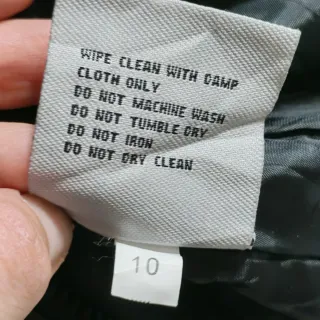 WIPE CLEAN WITH DAMP
CLOTH ONLY
DO NOT MACHINE WASH
DO NOT TUMBLE DRY
DO NOT IRON
DO NOT DRY CLEAN
10